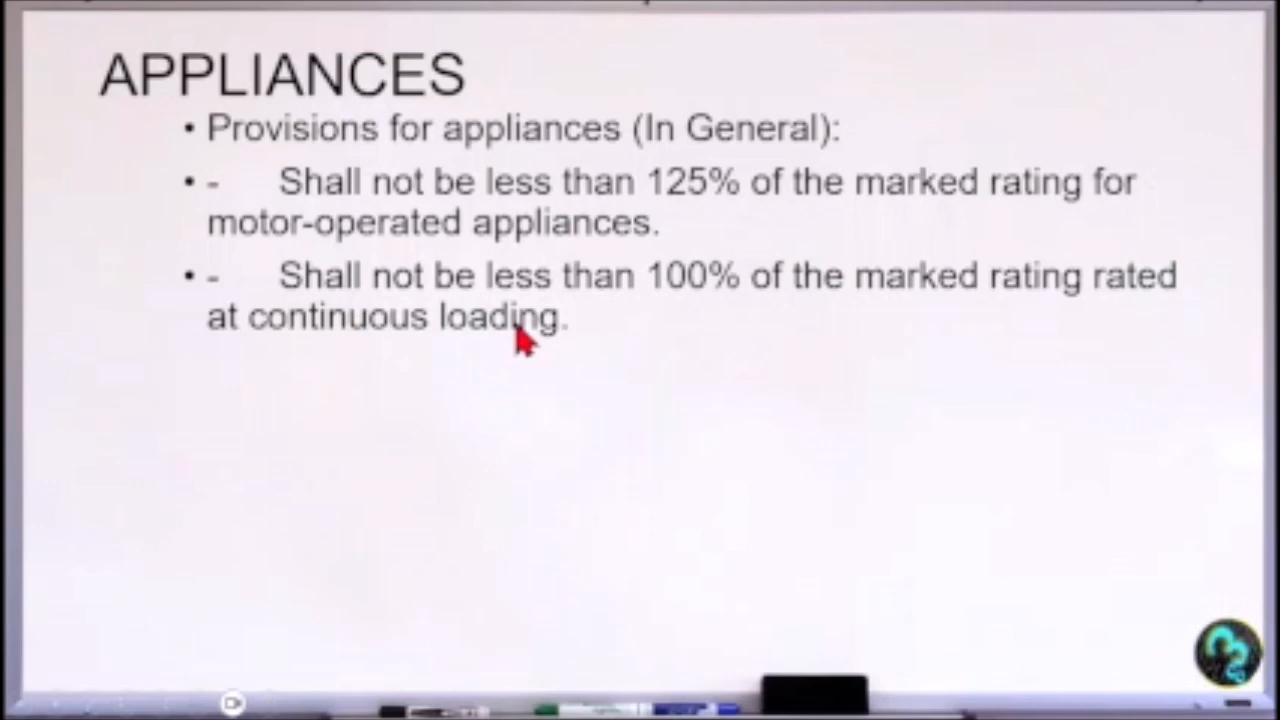 APPLIANCES
• Provisions for appliances (In General):
• - Shall not be less than 125% of the marked rating for
motor-operated appliances.
• - Shall not be less than 100% of the marked rating rated
at continuous loading.